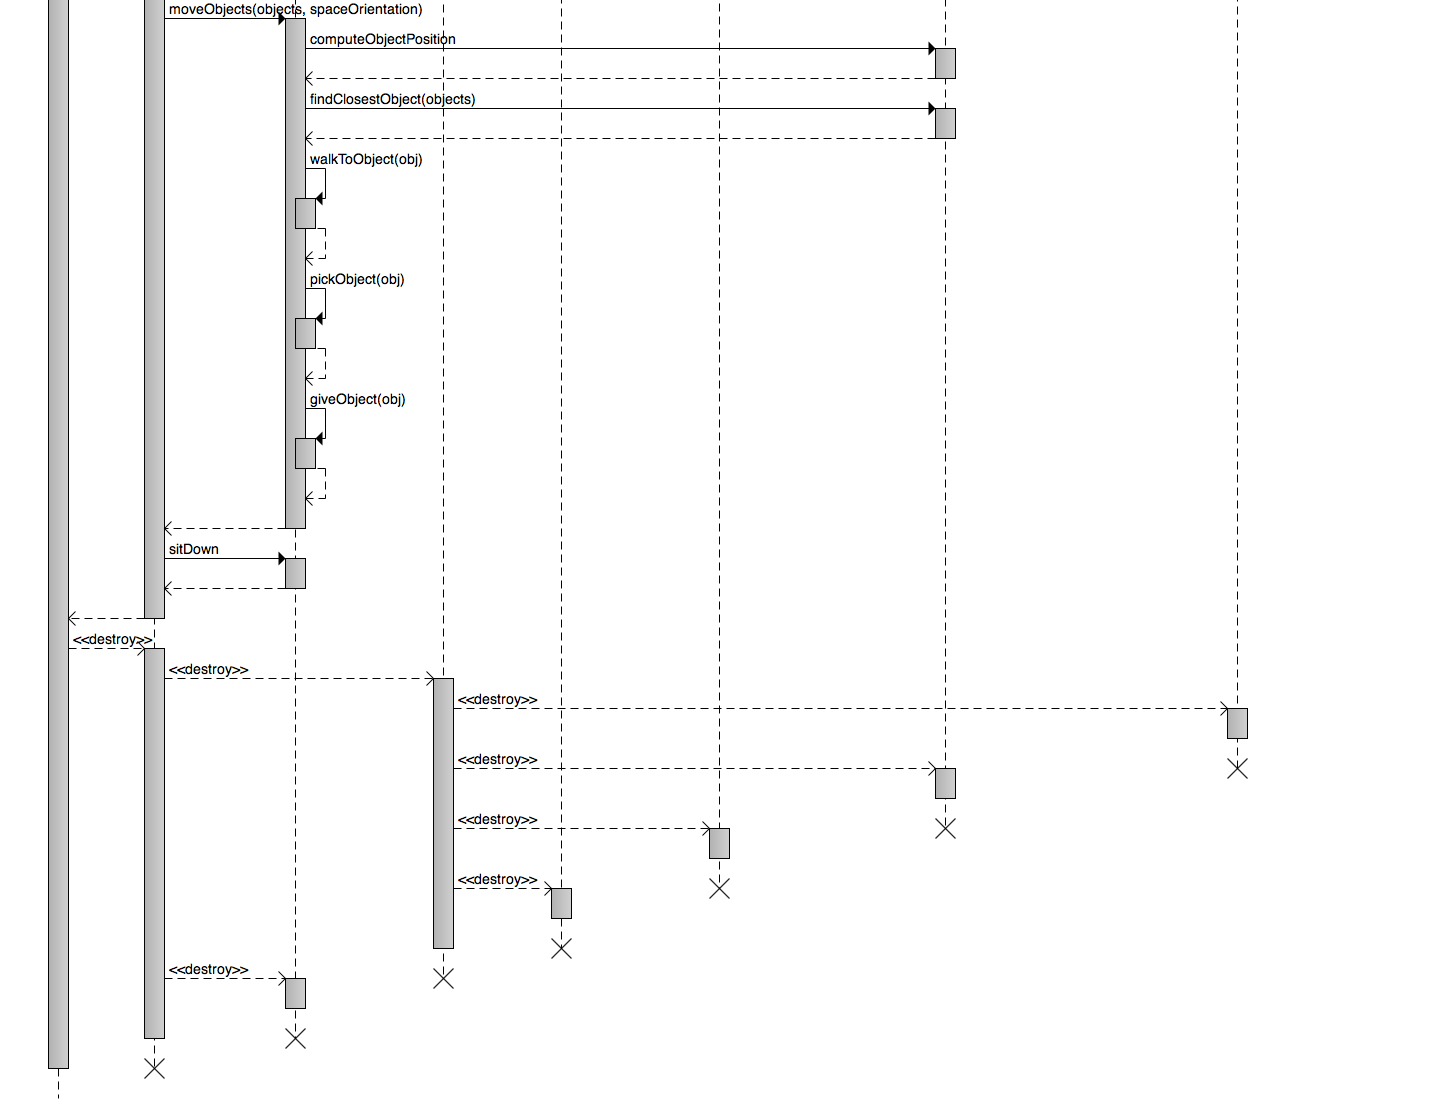 moveObjects(objects, spaceOrientation)
computeObjectPosition
findClosestObject(objects)
walkToObject(obj)
pickObject(obj)
giveObject(obj)
sitDown
<<destroy>>
<<destroy>>
<<destroy>>
<<destroy>>
<<destroy>>
<<destroy>>
<<destroy>>